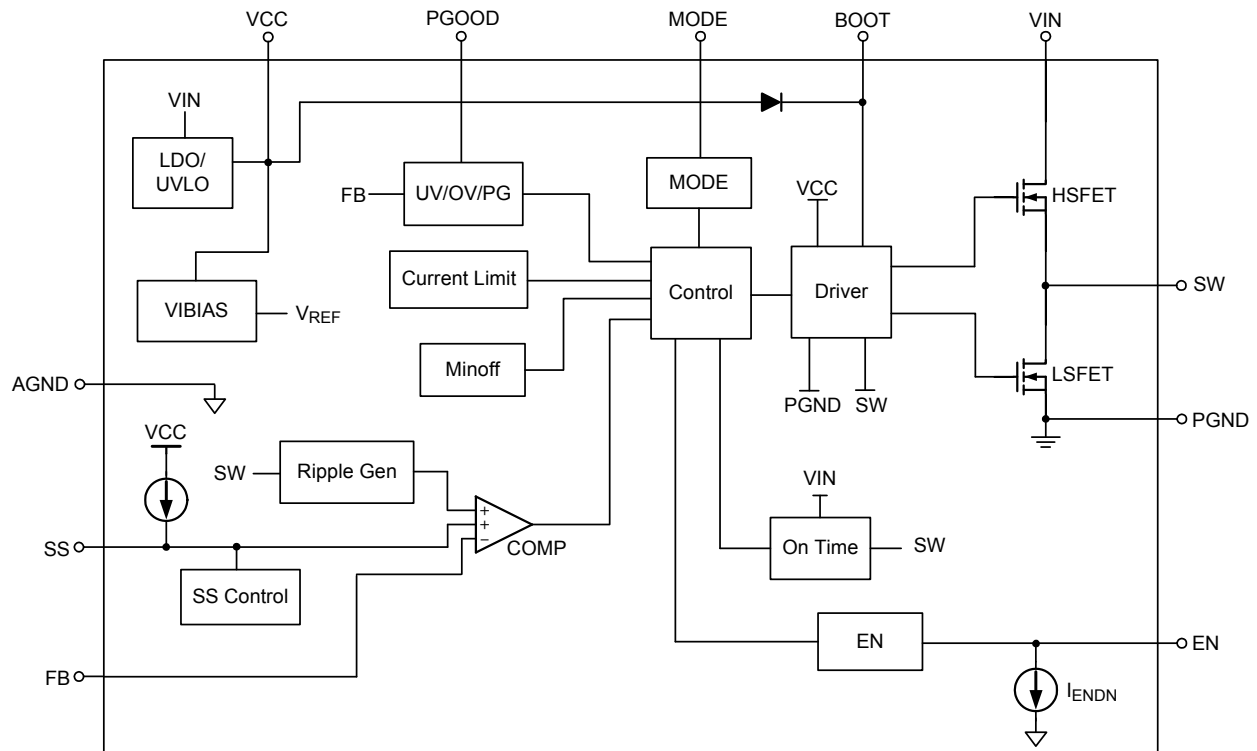 VCC
PGOOD
MODE
BOOT
VIN
VIN
LDO/
UVLO
FB
UV/OV/PG
MODE
VCC
HSFET
Current Limit
Control
Driver
SW
VIBIAS
VREF
Minoff
LSFET
AGND
PGND
SW
PGND
VCC
SW
Ripple Gen
VIN
+
+
−
COMP
SS
On Time
SW
SS Control
EN
EN
FB
IENDN